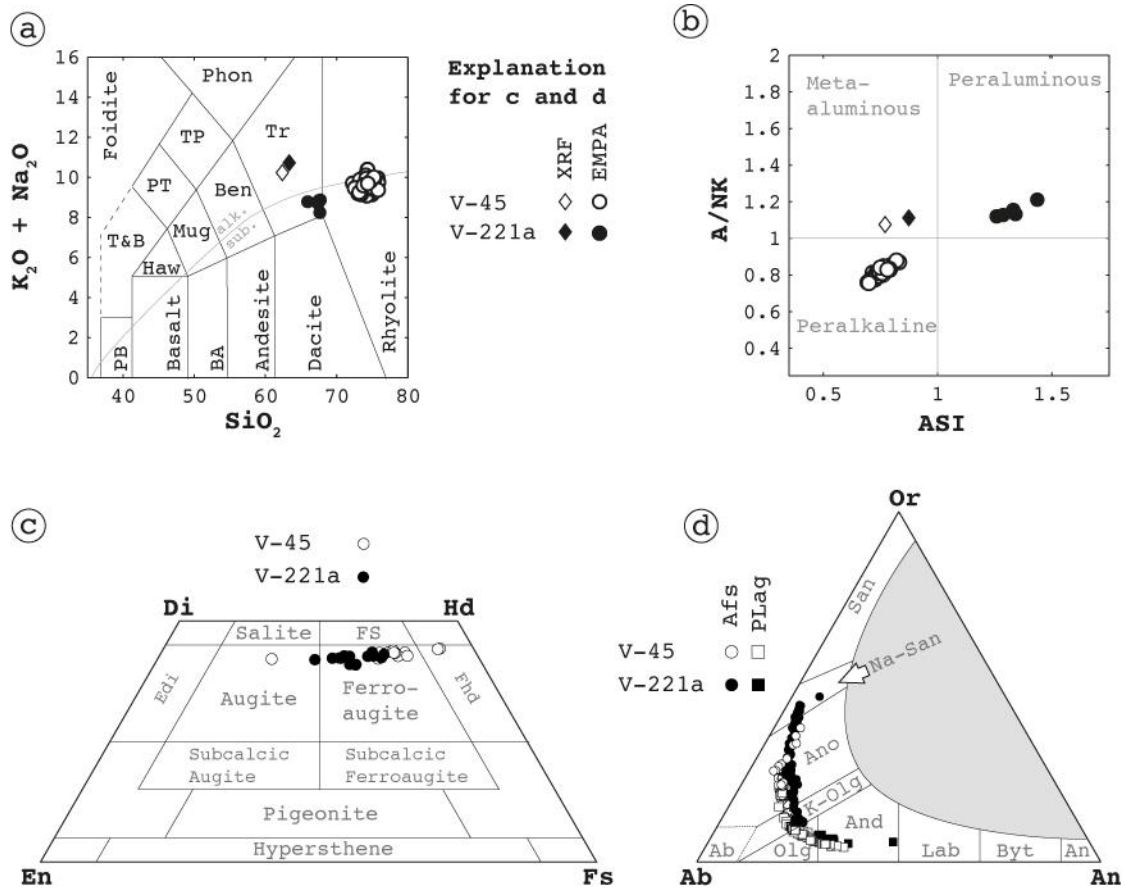 a
16
14
12
10
8
6
4
2
0
K₂O + Na₂O
40 50 60 70 80
SiO₂
Foidite
Phon
TP
Tr
PT
Ben
T&B
Mug
alk.
sub.
Haw
PB
Basalt
BA
Andesite
Dacite
Rhyolite
Explanation
for c and d
XRF
EMPA
V-45
V-221a
b
2
1.8
1.6
1.4
1.2
1
0.8
0.6
0.4
A/NK
0.5 1 1.5
ASI
Meta-
aluminous
Peraluminous
Peralkaline
c
V-45
V-221a
Di Hd
Salite FS
Edi
Augite
Ferro-
augite
Fhd
Subcalcic
Augite
Subcalcic
Ferroaugite
Pigeonite
Hypersthene
En Fs
d
Or
Afs
PLag
V-45
V-221a
San
Na-San
Ano
K-Olg
And
Ab Olg Lab Byt An
Ab An